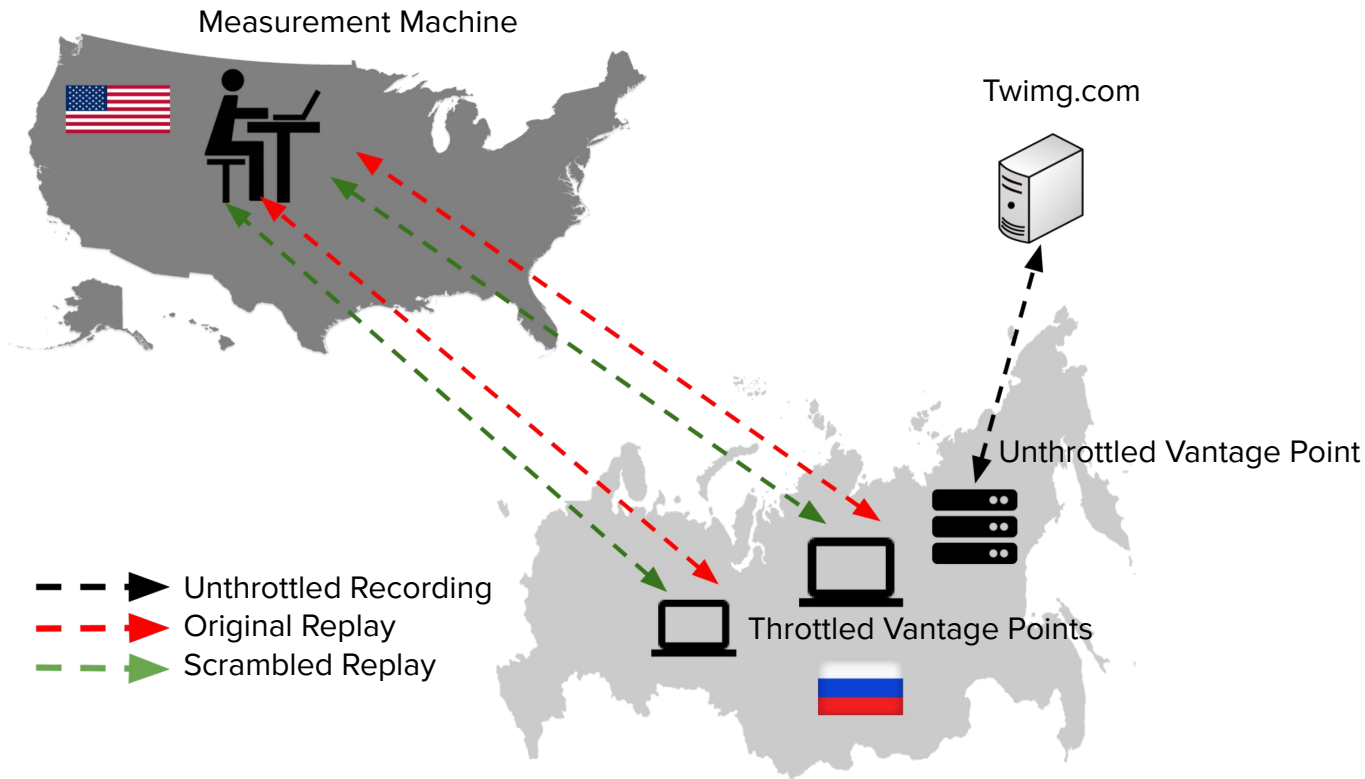 Measurement Machine
Twimg.com
Unthrottled Vantage Point
Throttled Vantage Points
Unthrottled Recording
Original Replay
Scrambled Replay